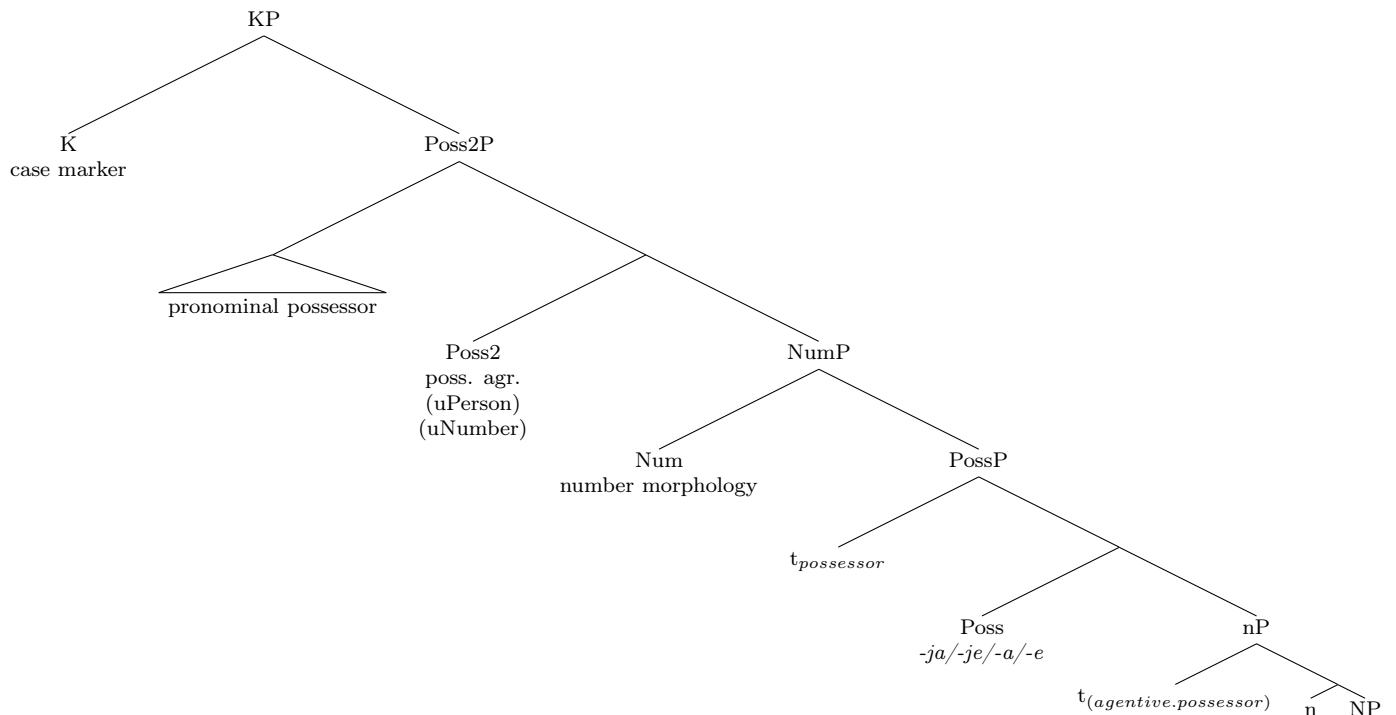 KP
K
case marker
Poss2P
pronominal possessor
Poss2
poss. agr.
(uPerson)
(uNumber)
NumP
Num
number morphology
PossP
t_possessor
Poss
-ja/-je/-a/-e
nP
t_(agentive.possessor)
n
NP